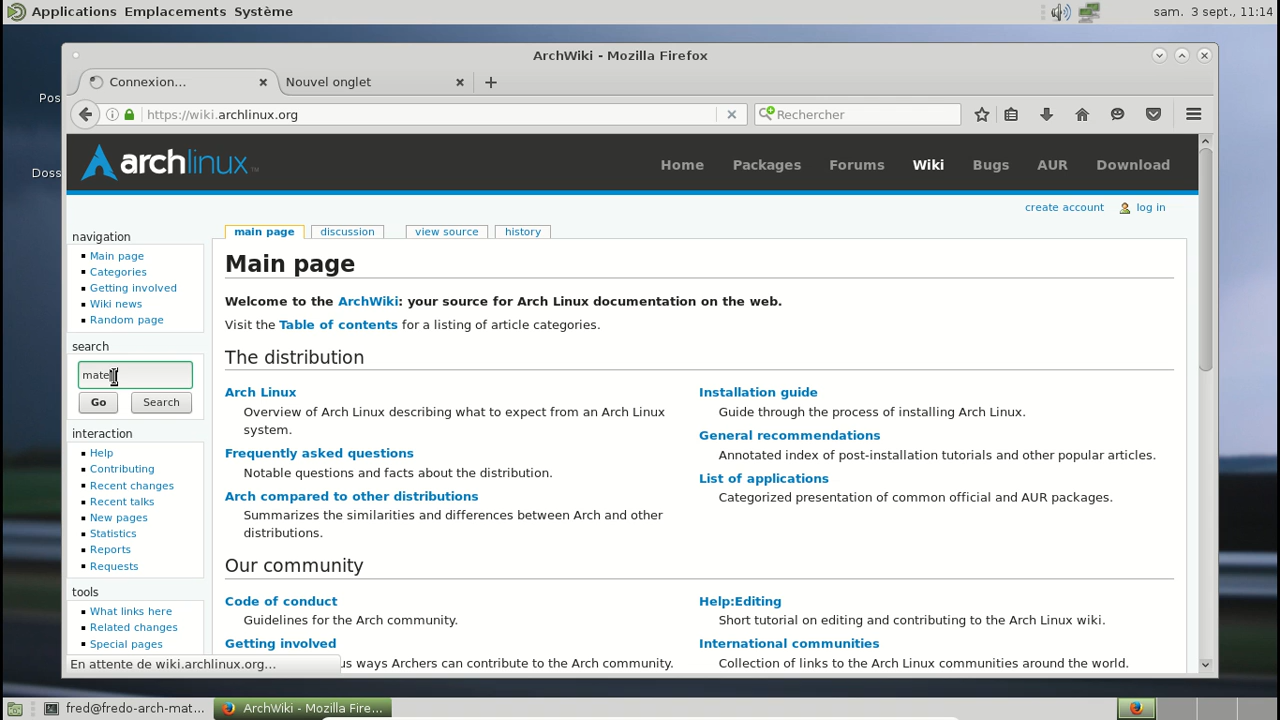 Applications Emplacements Système
sam. 3 sept., 11:14
ArchWiki - Mozilla Firefox
Connexion...
Nouvel onglet
https://wiki.archlinux.org
Rechercher
archlinux™
Home Packages Forums Wiki Bugs AUR Download
create account log in
main page discussion view source history
navigation
Main page
Categories
Getting involved
Wiki news
Random page
search
mate
Go Search
interaction
Help
Contributing
Recent changes
Recent talks
New pages
Statistics
Reports
Requests
tools
What links here
Related changes
Special pages
Main page
Welcome to the ArchWiki: your source for Arch Linux documentation on the web.
Visit the Table of contents for a listing of article categories.
The distribution
Arch Linux
Overview of Arch Linux describing what to expect from an Arch Linux
system.
Frequently asked questions
Notable questions and facts about the distribution.
Arch compared to other distributions
Summarizes the similarities and differences between Arch and other
distributions.
Installation guide
Guide through the process of installing Arch Linux.
General recommendations
Annotated index of post-installation tutorials and other popular articles.
List of applications
Categorized presentation of common official and AUR packages.
Our community
Code of conduct
Guidelines for the Arch community.
Getting involved
us ways Archers can contribute to the Arch community.
Help:Editing
Short tutorial on editing and contributing to the Arch Linux wiki.
International communities
Collection of links to the Arch Linux communities around the world.
En attente de wiki.archlinux.org...
Pos
Doss
fred@fredo-arch-mat...
ArchWiki - Mozilla Fire...